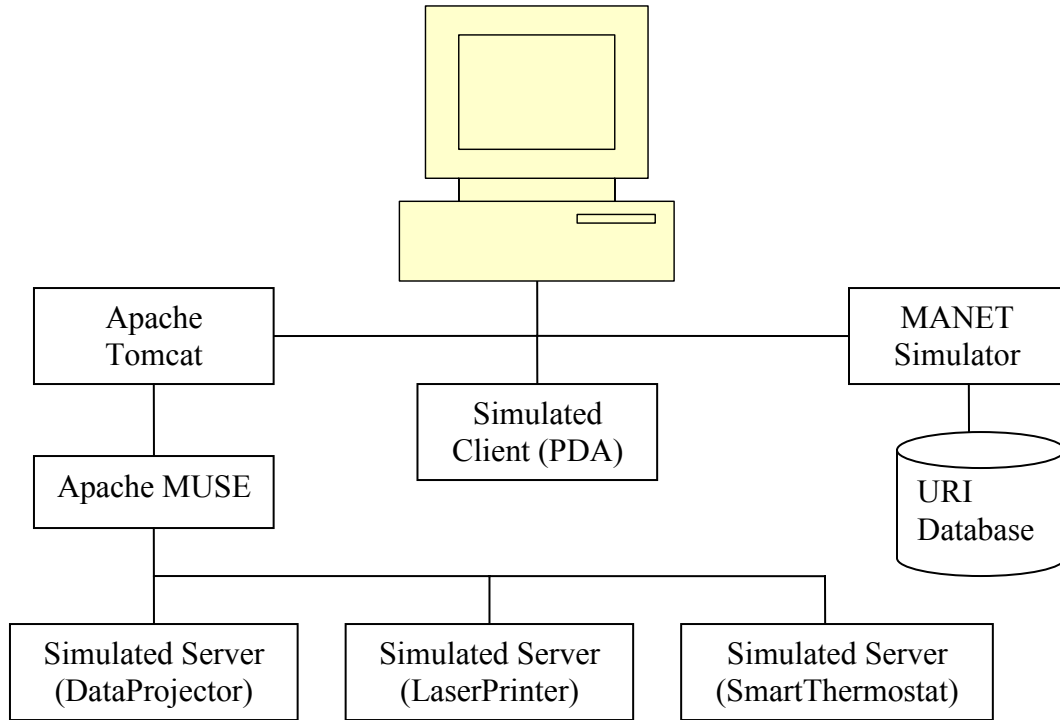 Apache
Tomcat
MANET
Simulator
Simulated
Client (PDA)
Apache MUSE
URI
Database
Simulated Server
(DataProjector)
Simulated Server
(LaserPrinter)
Simulated Server
(SmartThermostat)